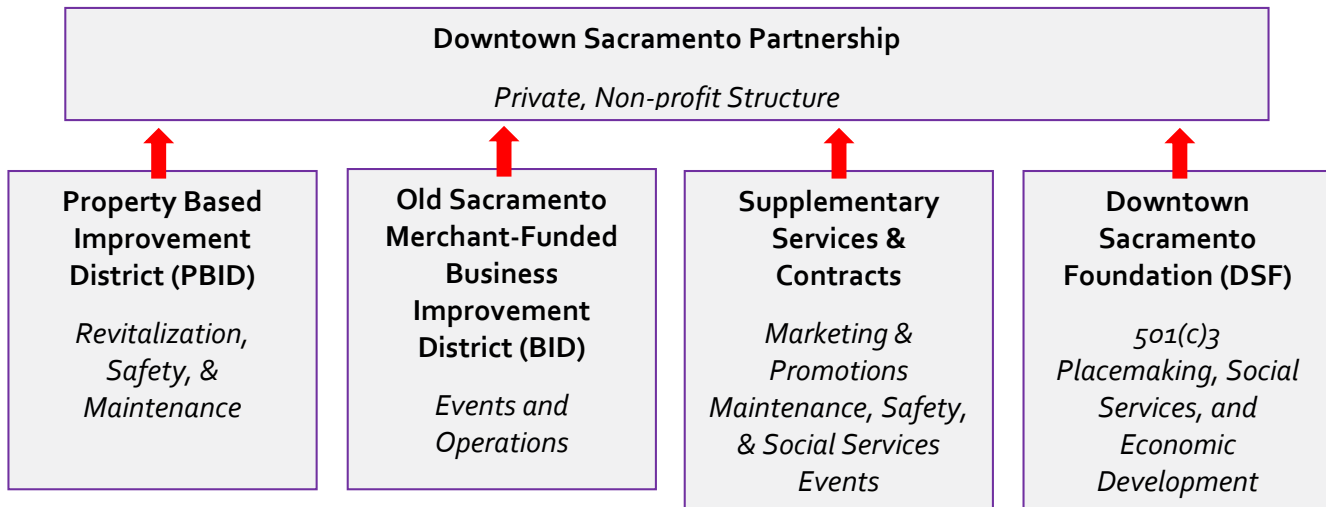 Downtown Sacramento Partnership
Private, Non-profit Structure
Property Based
Improvement
District (PBID)
Revitalization,
Safety, &
Maintenance
Old Sacramento
Merchant-Funded
Business
Improvement
District (BID)
Events and
Operations
Supplementary
Services &
Contracts
Marketing &
Promotions
Maintenance, Safety,
& Social Services
Events
Downtown
Sacramento
Foundation (DSF)
501(c)3
Placemaking, Social
Services, and
Economic
Development